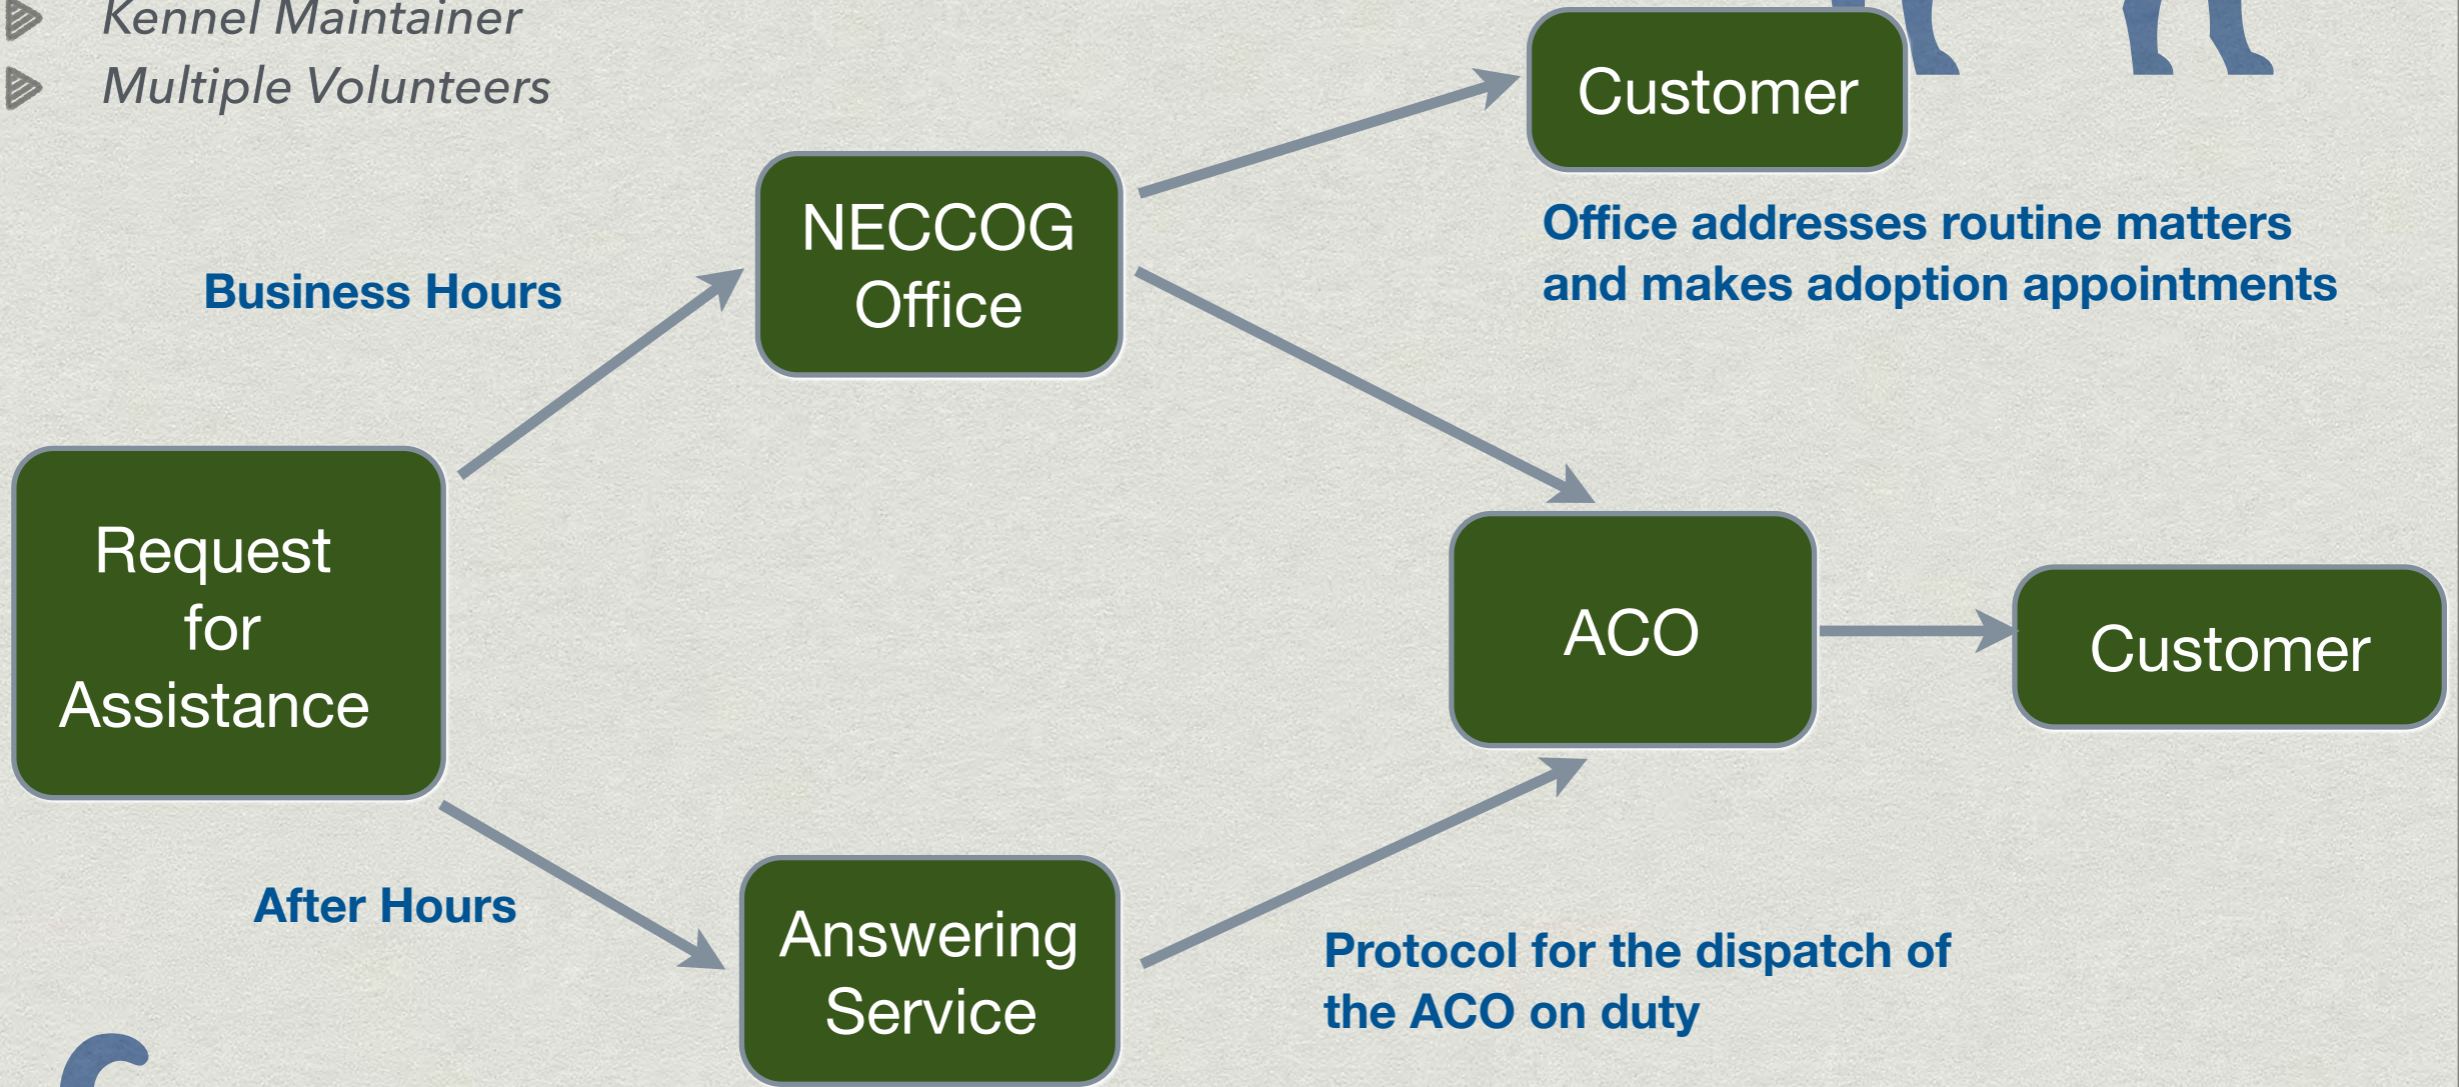 Kennel Maintainer
Multiple Volunteers
Customer
Office addresses routine matters
and makes adoption appointments
NECCOG
Office
Business Hours
Request
for
Assistance
ACO
Customer
After Hours
Answering
Service
Protocol for the dispatch of
the ACO on duty